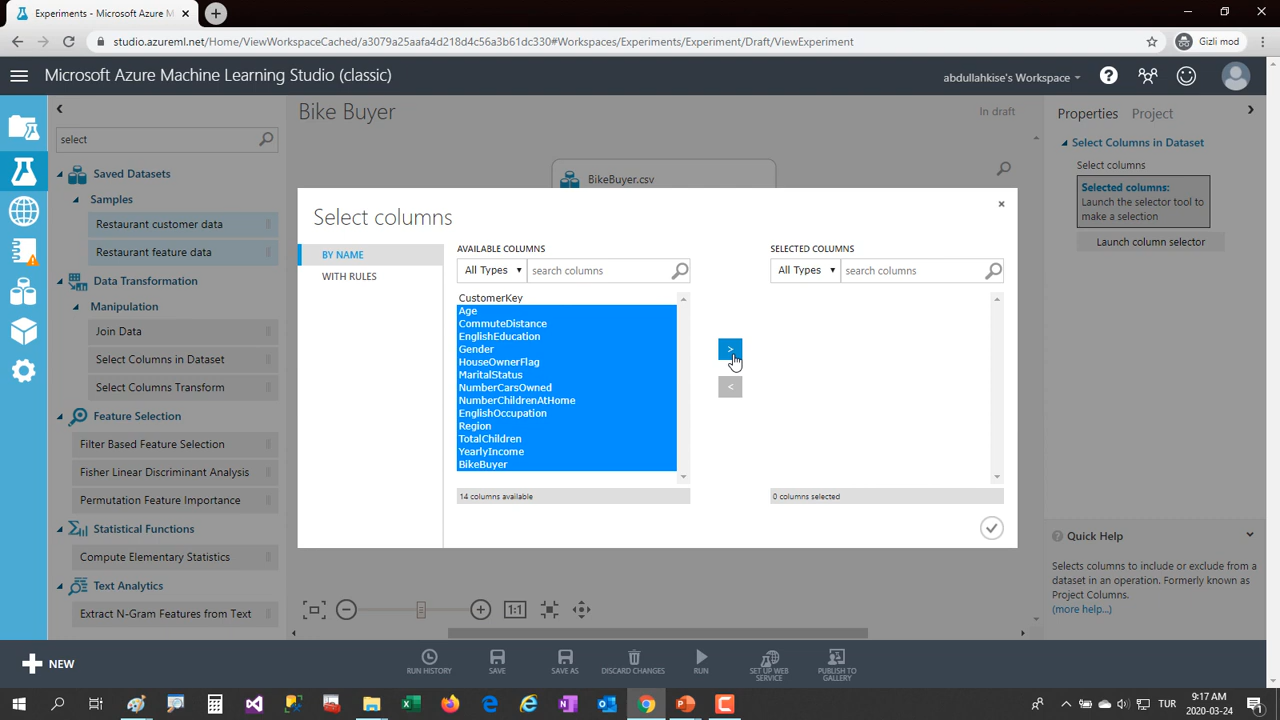 Experiments - Microsoft Azure M
studio.azureml.net/Home/ViewWorkspaceCached/a3079a25aafa4d218d4c56a3b61dc330#Workspaces/Experiments/Experiment/Draft/ViewExperiment
Gizli mod
Microsoft Azure Machine Learning Studio (classic)
abdullahkise's Workspace
select
Saved Datasets
Samples
Restaurant customer data
Restaurant feature data
Data Transformation
Manipulation
Join Data
Select Columns in Dataset
Select Columns Transform
Feature Selection
Filter Based Feature Selection
Fisher Linear Discriminant Analysis
Permutation Feature Importance
Statistical Functions
Compute Elementary Statistics
Text Analytics
Extract N-Gram Features from Text
Bike Buyer
In draft
BikeBuyer.csv
Select columns
BY NAME
WITH RULES
AVAILABLE COLUMNS
All Types
search columns
CustomerKey
Age
CommuteDistance
EnglishEducation
Gender
HouseOwnerFlag
MaritalStatus
NumberCarsOwned
NumberChildrenAtHome
EnglishOccupation
Region
TotalChildren
YearlyIncome
BikeBuyer
14 columns available
>
<
SELECTED COLUMNS
All Types
search columns
0 columns selected
1:1
Properties Project
Select Columns in Dataset
Select columns
Selected columns:
Launch the selector tool to
make a selection
Launch column selector
Quick Help
Selects columns to include or exclude from a
dataset in an operation. Formerly known as
Project Columns.
(more help...)
NEW
RUN HISTORY
SAVE
SAVE AS
DISCARD CHANGES
RUN
SET UP WEB
SERVICE
PUBLISH TO
GALLERY
TUR
9:17 AM
2020-03-24